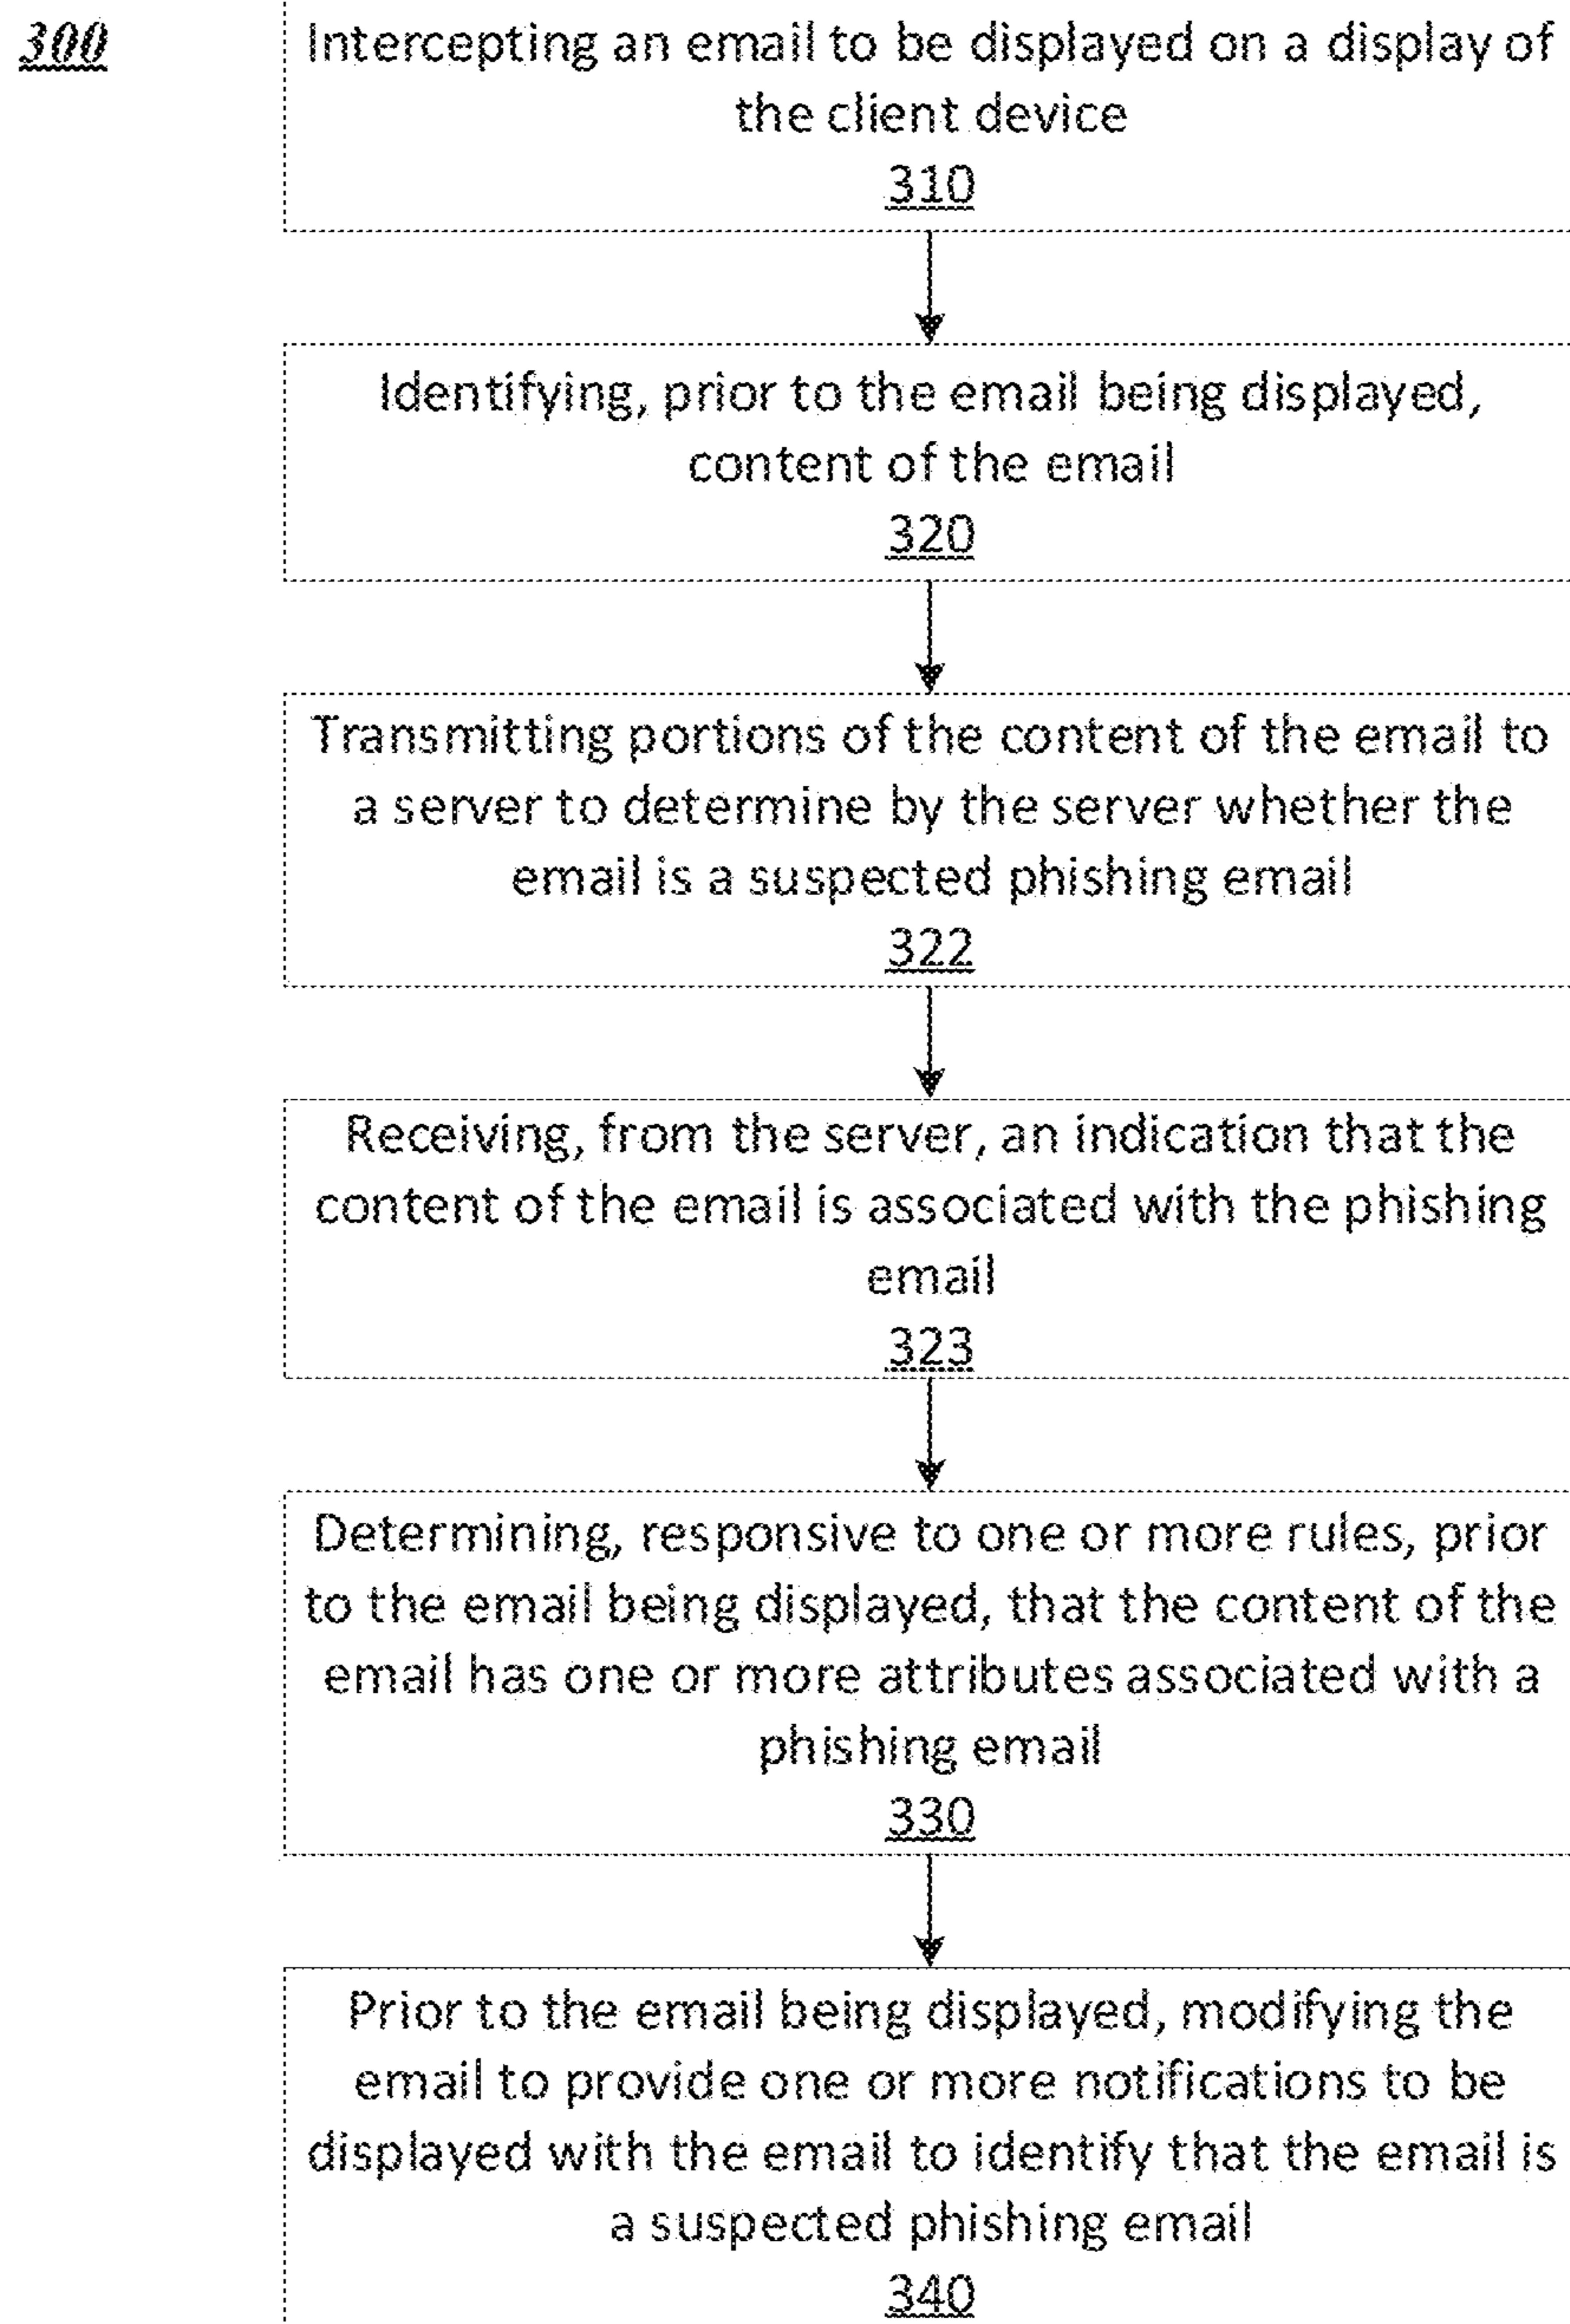 300
Intercepting an email to be displayed on a display of
the client device
310
Identifying, prior to the email being displayed,
content of the email
320
Transmitting portions of the content of the email to
a server to determine by the server whether the
email is a suspected phishing email
322
Receiving, from the server, an indication that the
content of the email is associated with the phishing
email
323
Determining, responsive to one or more rules, prior
to the email being displayed, that the content of the
email has one or more attributes associated with a
phishing email
330
Prior to the email being displayed, modifying the
email to provide one or more notifications to be
displayed with the email to identify that the email is
a suspected phishing email
340